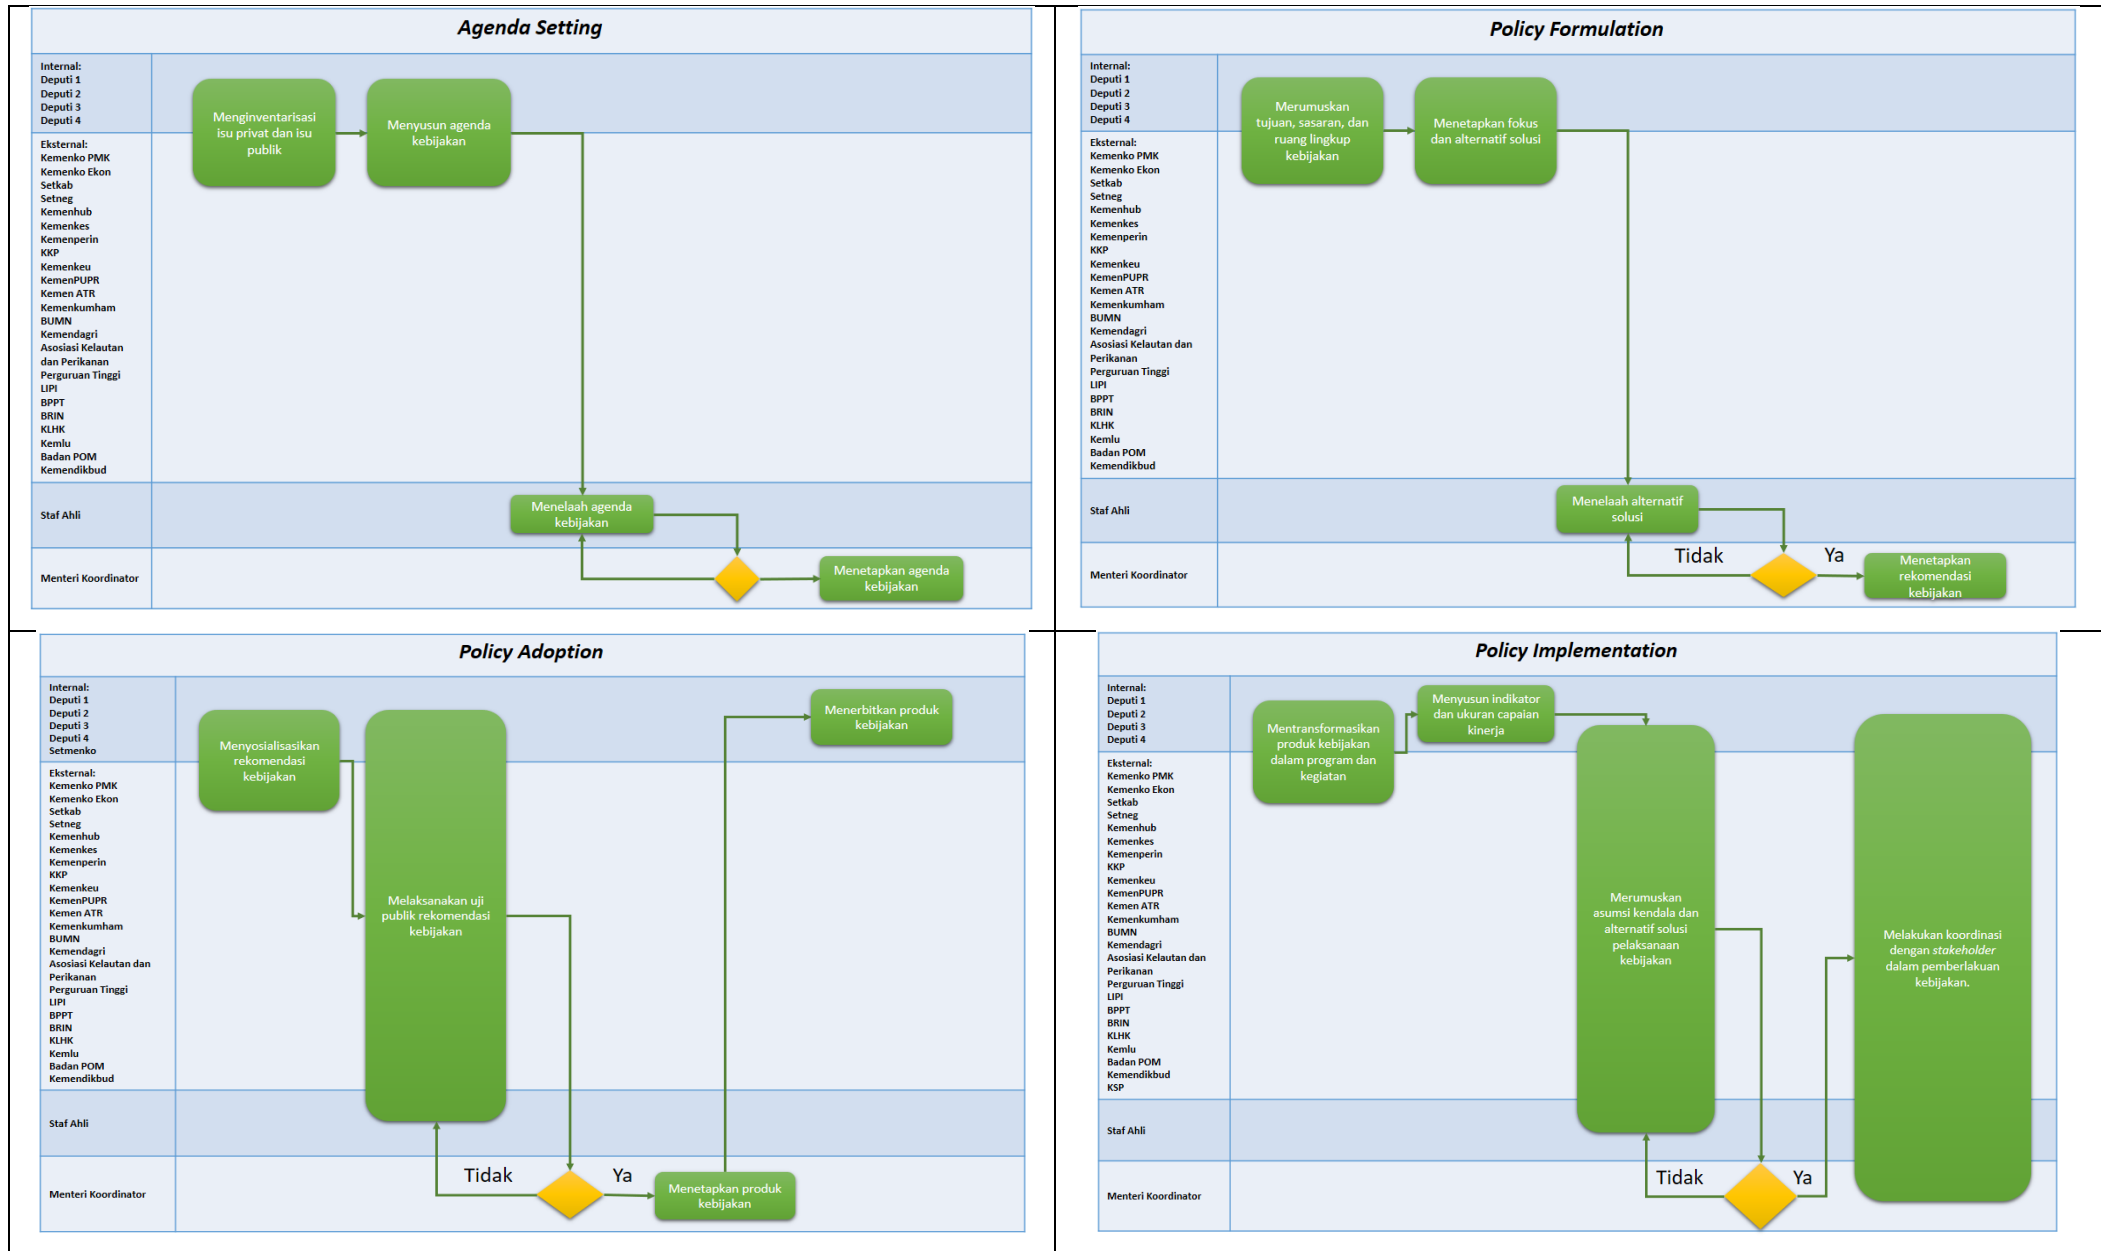 Agenda Setting
Internal:
Deputi 1
Deputi 2
Deputi 3
Deputi 4
Menginventarisasi
isu privat dan isu
publik
Menyusun agenda
kebijakan
Eksternal:
Kemenko PMK
Kemenko Ekon
Setkab
Setneg
Kemenhub
Kemenkes
Kemenperin
KKP
Kemenkeu
KemenPUPR
Kemen ATR
Kemenkumham
BUMN
Kemendagri
Asosiasi Kelautan
dan Perikanan
Perguruan Tinggi
LIPI
BPPT
BRIN
KLHK
Kemlu
Badan POM
Kemendikbud
Staf Ahli
Menelaah agenda
kebijakan
Menteri Koordinator
Menetapkan agenda
kebijakan
Policy Formulation
Internal:
Deputi 1
Deputi 2
Deputi 3
Deputi 4
Merumuskan
tujuan, sasaran, dan
ruang lingkup
kebijakan
Menetapkan fokus
dan alternatif solusi
Eksternal:
Kemenko PMK
Kemenko Ekon
Setkab
Setneg
Kemenhub
Kemenkes
Kemenperin
KKP
Kemenkeu
KemenPUPR
Kemen ATR
Kemenkumham
BUMN
Kemendagri
Asosiasi Kelautan dan
Perikanan
Perguruan Tinggi
LIPI
BPPT
BRIN
KLHK
Kemlu
Badan POM
Kemendikbud
Staf Ahli
Menelaah alternatif
solusi
Menteri Koordinator
Tidak
Ya
Menetapkan
rekomendasi
kebijakan
Policy Adoption
Internal:
Deputi 1
Deputi 2
Deputi 3
Deputi 4
Setmenko
Menyosialisasikan
rekomendasi
kebijakan
Melaksanakan uji
publik rekomendasi
kebijakan
Menerbitkan produk
kebijakan
Eksternal:
Kemenko PMK
Kemenko Ekon
Setkab
Setneg
Kemenhub
Kemenkes
Kemenperin
KKP
Kemenkeu
KemenPUPR
Kemen ATR
Kemenkumham
BUMN
Kemendagri
Asosiasi Kelautan dan
Perikanan
Perguruan Tinggi
LIPI
BPPT
BRIN
KLHK
Kemlu
Badan POM
Kemendikbud
Staf Ahli
Menteri Koordinator
Tidak
Ya
Menetapkan produk
kebijakan
Policy Implementation
Internal:
Deputi 1
Deputi 2
Deputi 3
Deputi 4
Mentransformasikan
produk kebijakan
dalam program dan
kegiatan
Menyusun indikator
dan ukuran capaian
kinerja
Eksternal:
Kemenko PMK
Kemenko Ekon
Setkab
Setneg
Kemenhub
Kemenkes
Kemenperin
KKP
Kemenkeu
KemenPUPR
Kemen ATR
Kemenkumham
BUMN
Kemendagri
Asosiasi Kelautan dan
Perikanan
Perguruan Tinggi
LIPI
BPPT
BRIN
KLHK
Kemlu
Badan POM
Kemendikbud
KSP
Merumuskan
asumsi kendala dan
alternatif solusi
pelaksanaan
kebijakan
Melakukan koordinasi
dengan stakeholder
dalam pemberlakuan
kebijakan.
Staf Ahli
Menteri Koordinator
Tidak
Ya